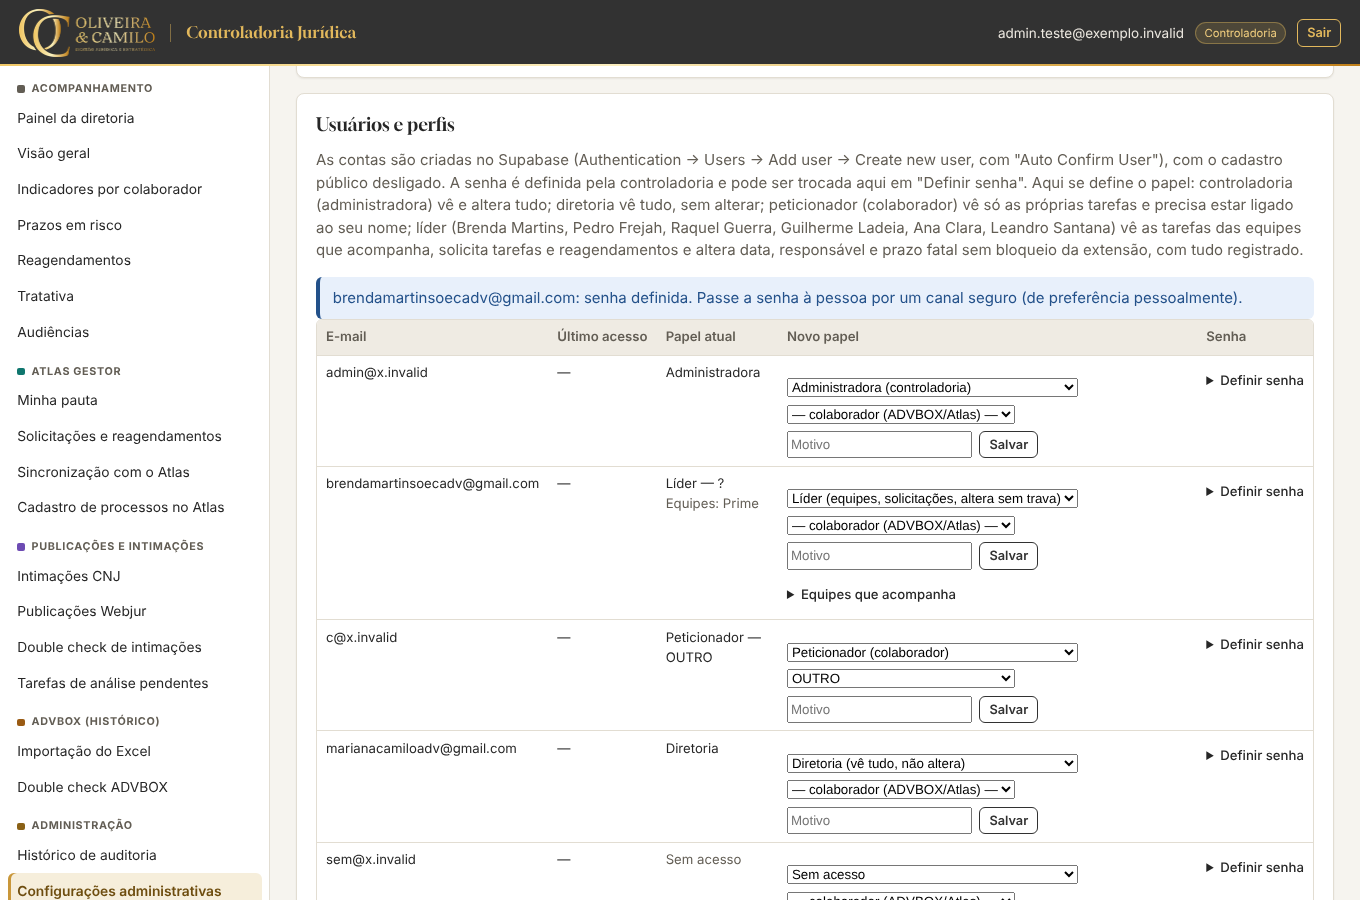 OLIVEIRA
& CAMILO
Controladoria Jurídica
admin.teste@exemplo.invalid
Controladoria
Sair
ACOMPANHAMENTO
Painel da diretoria
Visão geral
Indicadores por colaborador
Prazos em risco
Reagendamentos
Tratativa
Audiências
ATLAS GESTOR
Minha pauta
Solicitações e reagendamentos
Sincronização com o Atlas
Cadastro de processos no Atlas
PUBLICAÇÕES E INTIMAÇÕES
Intimações CNJ
Publicações Webjur
Double check de intimações
Tarefas de análise pendentes
ADVBOX (HISTÓRICO)
Importação do Excel
Double check ADVBOX
ADMINISTRAÇÃO
Histórico de auditoria
Configurações administrativas
Usuários e perfis
As contas são criadas no Supabase (Authentication → Users → Add user → Create new user, com "Auto Confirm User"), com o cadastro
público desligado. A senha é definida pela controladoria e pode ser trocada aqui em "Definir senha". Aqui se define o papel: controladoria
(administradora) vê e altera tudo; diretoria vê tudo, sem alterar; peticionador (colaborador) vê só as próprias tarefas e precisa estar ligado
ao seu nome; líder (Brenda Martins, Pedro Frejah, Raquel Guerra, Guilherme Ladeia, Ana Clara, Leandro Santana) vê as tarefas das equipes
que acompanha, solicita tarefas e reagendamentos e altera data, responsável e prazo fatal sem bloqueio da extensão, com tudo registrado.
brendamartinsoecadv@gmail.com: senha definida. Passe a senha à pessoa por um canal seguro (de preferência pessoalmente).
E-mail Último acesso Papel atual Novo papel Senha
admin@x.invalid — Administradora
Administradora (controladoria)
— colaborador (ADVBOX/Atlas) —
Motivo Salvar
Definir senha
brendamartinsoecadv@gmail.com — Líder — ?
Equipes: Prime
Líder (equipes, solicitações, altera sem trava)
— colaborador (ADVBOX/Atlas) —
Motivo Salvar
Equipes que acompanha
Definir senha
c@x.invalid — Peticionador —
OUTRO
Peticionador (colaborador)
OUTRO
Motivo Salvar
Definir senha
marianacamiloadv@gmail.com — Diretoria
Diretoria (vê tudo, não altera)
— colaborador (ADVBOX/Atlas) —
Motivo Salvar
Definir senha
sem@x.invalid — Sem acesso
Sem acesso
— colaborador (ADVBOX/Atlas) —
Definir senha